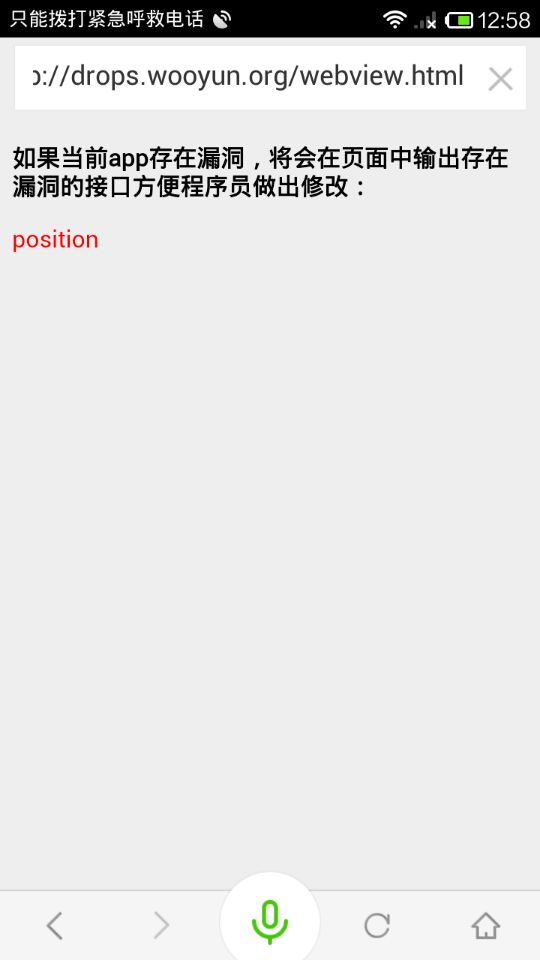 只能拨打紧急呼救电话
12:58
://drops.wooyun.org/webview.html
如果当前app存在漏洞，将会在页面中输出存在
漏洞的接口方便程序员做出修改：
position